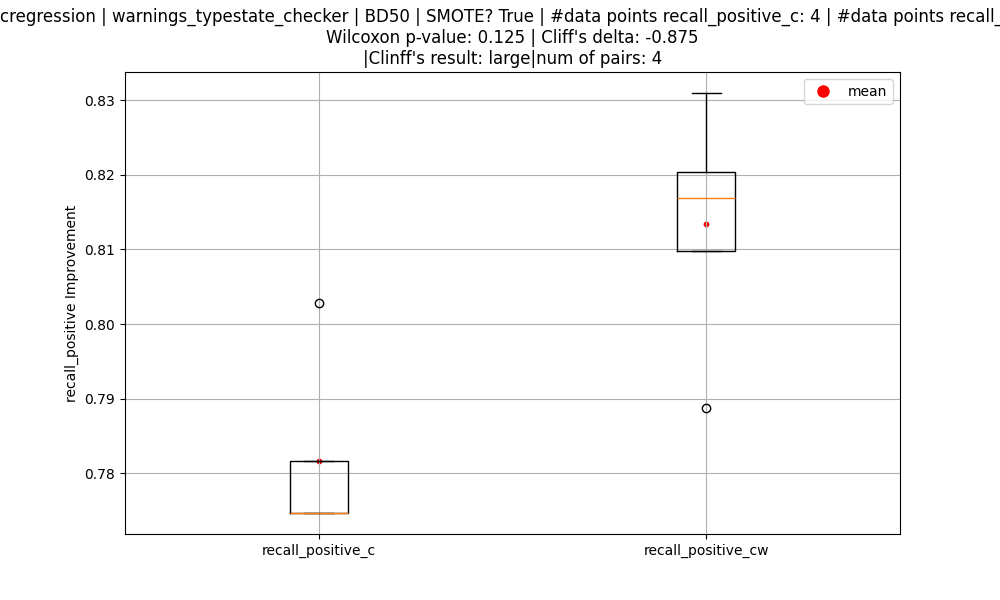 cregression | warnings_typestate_checker | BD50 | SMOTE? True | #data points recall_positive_c: 4 | #data points recall_
Wilcoxon p-value: 0.125 | Cliff's delta: -0.875
|Clinff's result: large|num of pairs: 4
mean
0.83
0.82
0.81
0.80
0.79
0.78
recall_positive Improvement
recall_positive_c
recall_positive_cw